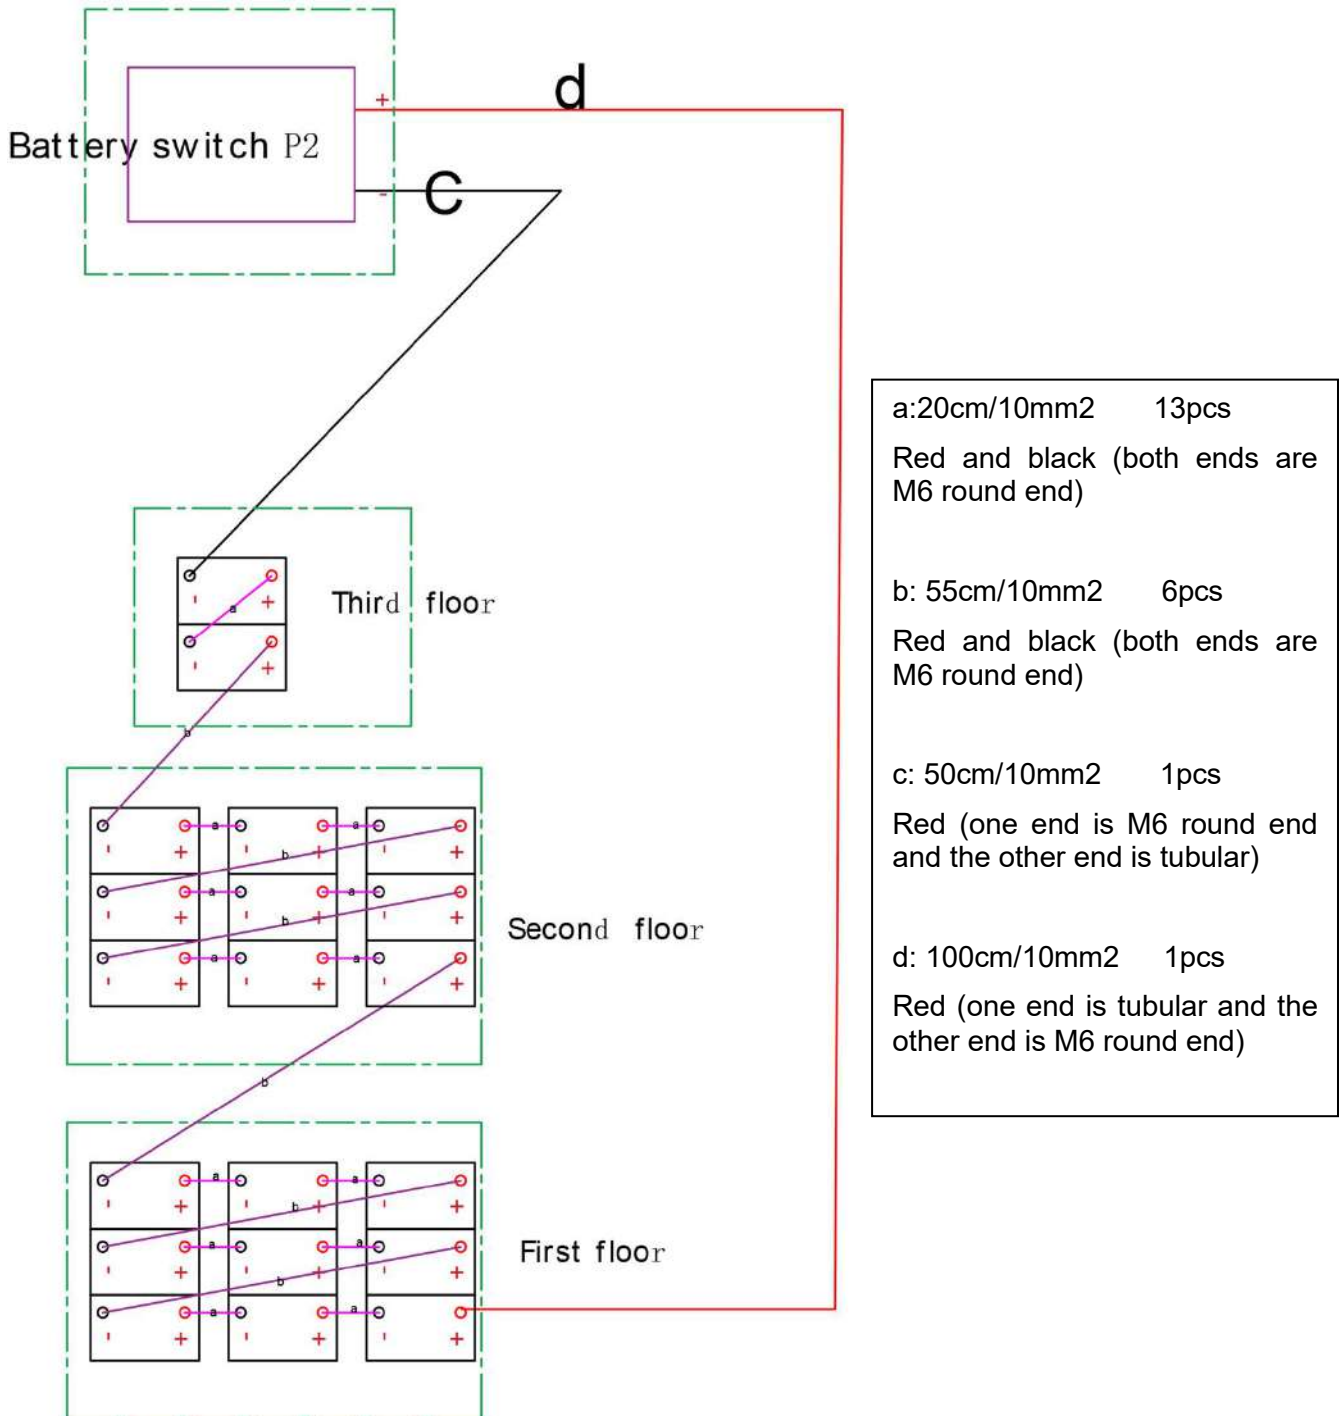 d
+
Battery switch P2
C
-
a:20cm/10mm2 13pcs
Red and black (both ends are
M6 round end)
b: 55cm/10mm2 6pcs
Red and black (both ends are
M6 round end)
c: 50cm/10mm2 1pcs
Red (one end is M6 round end
and the other end is tubular)
d: 100cm/10mm2 1pcs
Red (one end is tubular and the
other end is M6 round end)
- a + Third floor
- +
b
a a
- + - b + - +
a a
- + - b + - +
Second floor
a a
- + - + - +
b
a a
- + - b + - +
a a
First floor
- + - b + - +
a a
- + - + - +